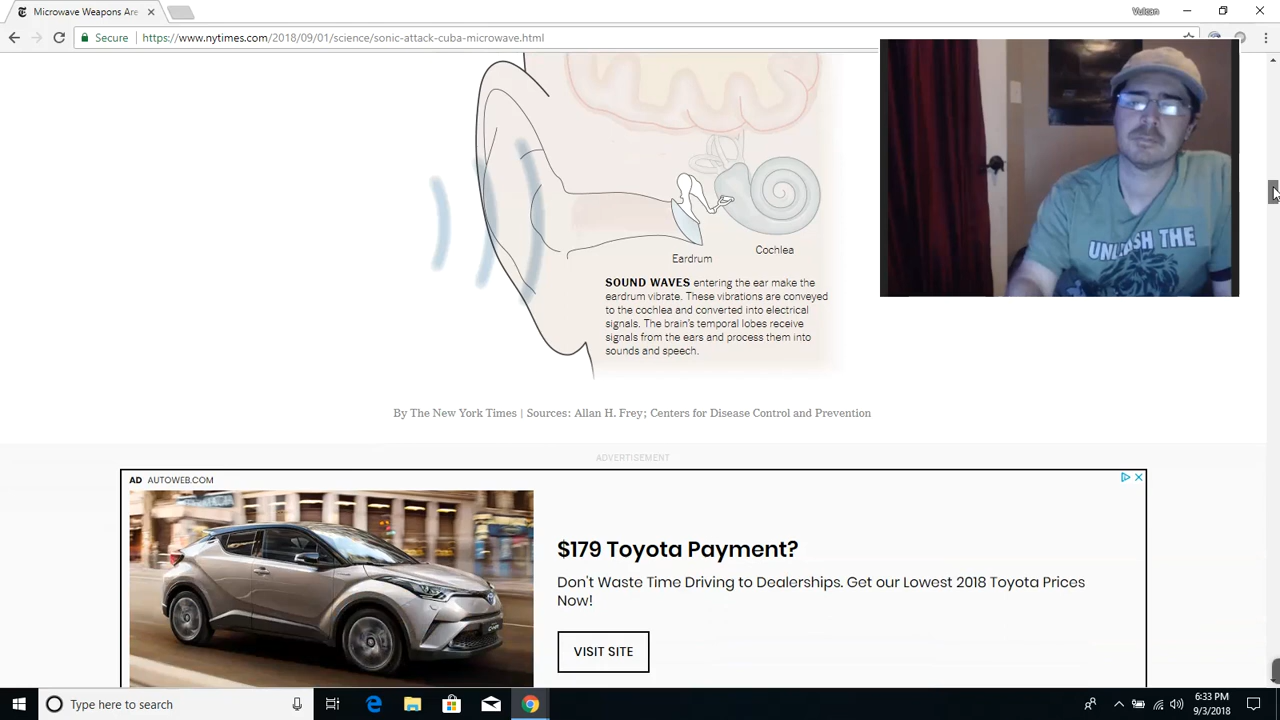 Microwave Weapons Are
Vulcan
Secure
https://www.nytimes.com/2018/09/01/science/sonic-attack-cuba-microwave.html
UNLEASH THE
Eardrum
Cochlea
SOUND WAVES entering the ear make the
eardrum vibrate. These vibrations are conveyed
to the cochlea and converted into electrical
signals. The brain's temporal lobes receive
signals from the ears and process them into
sounds and speech.
By The New York Times | Sources: Allan H. Frey; Centers for Disease Control and Prevention
ADVERTISEMENT
AD AUTOWEB.COM
$179 Toyota Payment?
Don't Waste Time Driving to Dealerships. Get our Lowest 2018 Toyota Prices
Now!
VISIT SITE
Type here to search
6:33 PM
9/3/2018